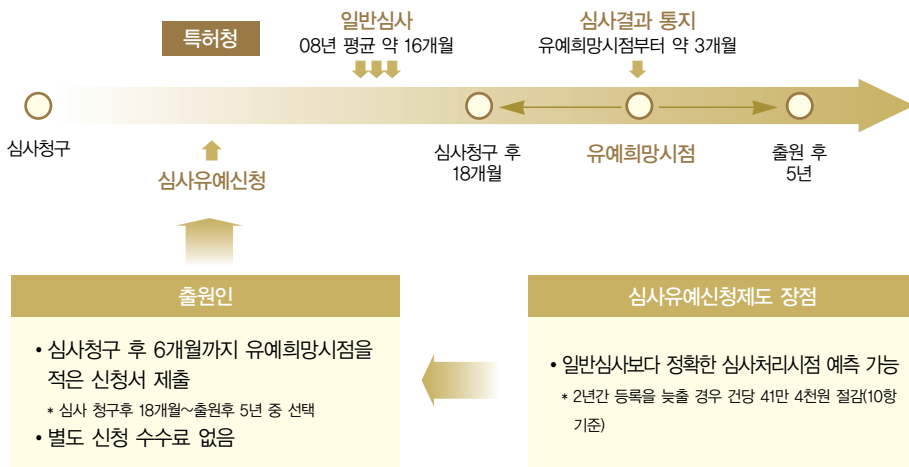 특허청
일반심사
08년 평균 약 16개월
심사결과 통지
유예희망시점부터 약 3개월
심사청구
심사유예신청
심사청구 후
18개월
유예희망시점
출원 후
5년
출원인
• 심사청구 후 6개월까지 유예희망시점을
적은 신청서 제출
* 심사 청구후 18개월~출원후 5년 중 선택
• 별도 신청 수수료 없음
심사유예신청제도 장점
• 일반심사보다 정확한 심사처리시점 예측 가능
* 2년간 등록을 늦출 경우 건당 41만 4천원 절감(10항
기준)